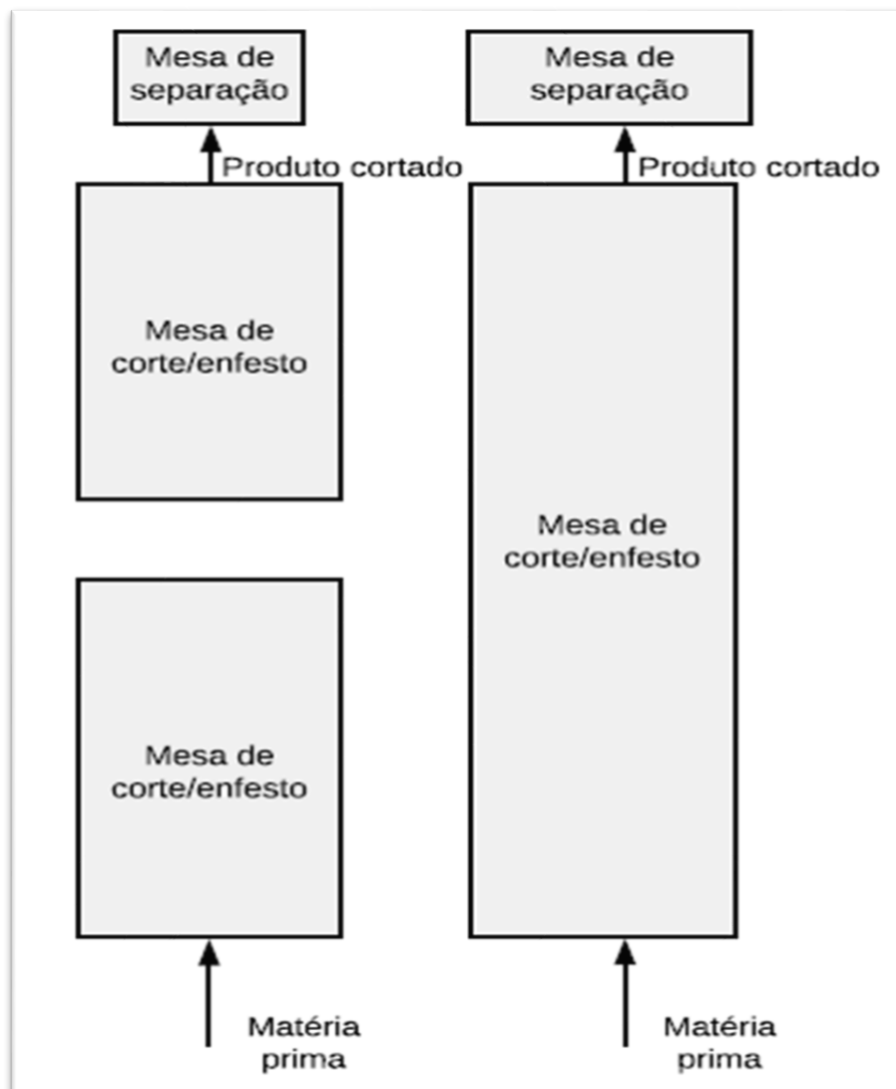 Mesa de
separação
Produto cortado
Mesa de
corte/enfesto
Mesa de
corte/enfesto
Matéria
prima
Mesa de
separação
Produto cortado
Mesa de
corte/enfesto
Matéria
prima